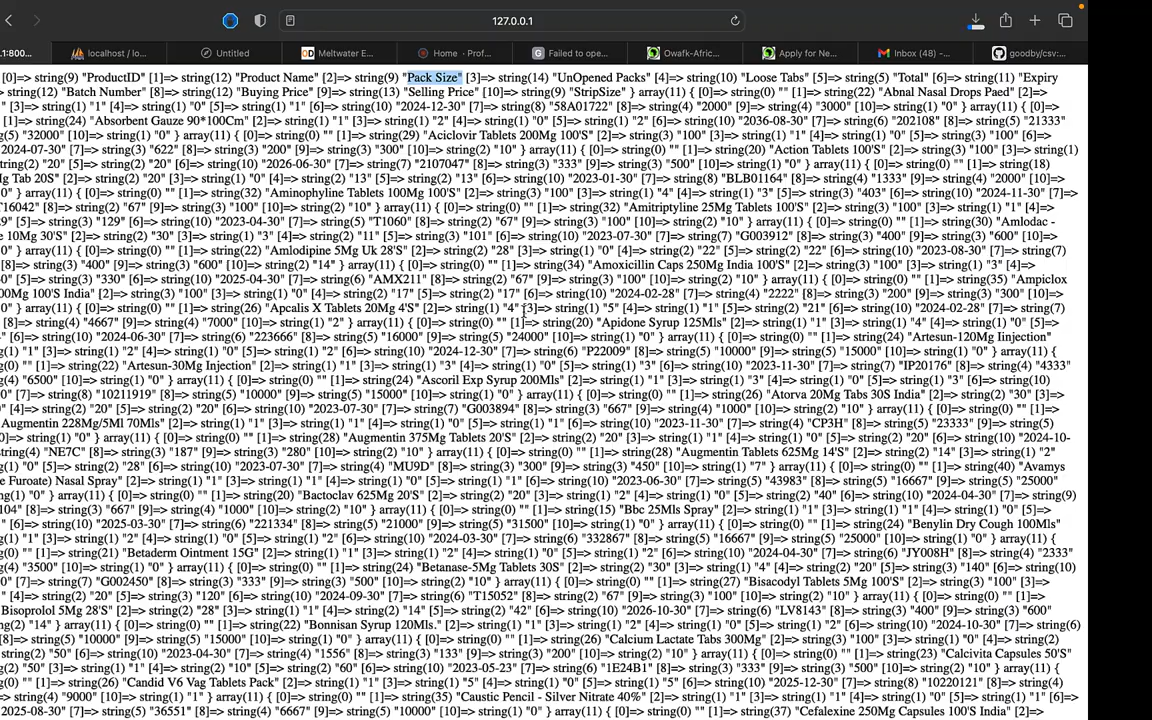 127.0.0.1
1:800...
localhost / lo...
Untitled
Meltwater E...
Home · Prof...
Failed to ope...
Owafk-Afric...
Apply for Ne...
Inbox (48) -...
goodby/csv:...
[0]=> string(9) "ProductID" [1]=> string(12) "Product Name" [2]=> string(9) "Pack Size" [3]=> string(14) "UnOpened Packs" [4]=> string(10) "Loose Tabs" [5]=> string(5) "Total" [6]=> string(11) "Expiry
=> string(12) "Batch Number" [8]=> string(12) "Buying Price" [9]=> string(13) "Selling Price" [10]=> string(9) "StripSize" } array(11) { [0]=> string(0) "" [1]=> string(22) "Abnal Nasal Drops Paed" [2]=>
" [3]=> string(1) "1" [4]=> string(1) "0" [5]=> string(1) "1" [6]=> string(10) "2024-12-30" [7]=> string(8) "58A01722" [8]=> string(4) "2000" [9]=> string(4) "3000" [10]=> string(1) "0" } array(11) {
string(24) "Absorbent Gauze 90*100Cm" [2]=> string(1) "1" [3]=> string(1) "2" [4]=> string(1) "0" [5]=> string(1) "2" [6]=> string(10) "2036-08-30" [7]=> string(6) "202108" [8]=> string(5) "21333"
(5) "32000" [10]=> string(1) "0" } array(11) { [0]=> string(0) "" [1]=> string(29) "Aciclovir Tablets 200Mg 100'S" [2]=> string(3) "100" [3]=> string(1) "1" [4]=> string(1) "0" [5]=> string(3) "100" [6]=>
"2024-07-30" [7]=> string(3) "622" [8]=> string(3) "200" [9]=> string(3) "300" [10]=> string(2) "10" } array(11) { [0]=> string(0) "" [1]=> string(20) "Action Tablets 100'S" [2]=> string(3) "100" [3]=> string(1)
ng(2) "20" [5]=> string(2) "20" [6]=> string(10) "2026-06-30" [7]=> string(7) "2107047" [8]=> string(3) "333" [9]=> string(3) "500" [10]=> string(1) "0" } array(11) { [0]=> string(0) "" [1]=> string(18)
Mg Tab 20S" [2]=> string(2) "20" [3]=> string(1) "0" [4]=> string(2) "13" [5]=> string(2) "13" [6]=> string(10) "2023-01-30" [7]=> string(8) "BLB01164" [8]=> string(4) "1333" [9]=> string(4) "2000" [10]=>
"0" } array(11) { [0]=> string(0) "" [1]=> string(32) "Aminophyline Tablets 100Mg 100'S" [2]=> string(3) "100" [3]=> string(1) "4" [4]=> string(1) "3" [5]=> string(3) "403" [6]=> string(10) "2024-11-30" [7]=>
"T16042" [8]=> string(2) "67" [9]=> string(3) "100" [10]=> string(2) "10" } array(11) { [0]=> string(0) "" [1]=> string(32) "Amitriptyline 25Mg Tablets 100'S" [2]=> string(3) "100" [3]=> string(1) "1" [4]=>
29" [5]=> string(3) "129" [6]=> string(10) "2023-04-30" [7]=> string(5) "T1060" [8]=> string(2) "67" [9]=> string(3) "100" [10]=> string(2) "10" } array(11) { [0]=> string(0) "" [1]=> string(30) "Amlodac -
e 10Mg 30'S" [2]=> string(2) "30" [3]=> string(1) "3" [4]=> string(2) "11" [5]=> string(3) "101" [6]=> string(10) "2023-07-30" [7]=> string(7) "G003912" [8]=> string(3) "400" [9]=> string(3) "600" [10]=>
"0" } array(11) { [0]=> string(0) "" [1]=> string(22) "Amlodipine 5Mg Uk 28'S" [2]=> string(2) "28" [3]=> string(1) "0" [4]=> string(2) "22" [5]=> string(2) "22" [6]=> string(10) "2023-08-30" [7]=> string(7)
[8]=> string(3) "400" [9]=> string(3) "600" [10]=> string(2) "14" } array(11) { [0]=> string(0) "" [1]=> string(34) "Amoxicillin Caps 250Mg India 100'S" [2]=> string(3) "100" [3]=> string(1) "3" [4]=>
"0" [5]=> string(3) "330" [6]=> string(10) "2025-04-30" [7]=> string(6) "AMX211" [8]=> string(2) "67" [9]=> string(3) "100" [10]=> string(2) "10" } array(11) { [0]=> string(0) "" [1]=> string(35) "Ampiclox
00Mg 100'S India" [2]=> string(3) "100" [3]=> string(1) "0" [4]=> string(2) "17" [5]=> string(2) "17" [6]=> string(10) "2024-02-28" [7]=> string(4) "2222" [8]=> string(3) "200" [9]=> string(3) "300" [10]=>
"0" } array(11) { [0]=> string(0) "" [1]=> string(26) "Apcalis X Tablets 20Mg 4'S" [2]=> string(1) "4" [3]=> string(1) "5" [4]=> string(1) "1" [5]=> string(2) "21" [6]=> string(10) "2024-02-28" [7]=> string(7)
[8]=> string(4) "4667" [9]=> string(4) "7000" [10]=> string(1) "2" } array(11) { [0]=> string(0) "" [1]=> string(20) "Apidone Syrup 125Mls" [2]=> string(1) "1" [3]=> string(1) "4" [4]=> string(1) "0" [5]=>
[6]=> string(10) "2024-06-30" [7]=> string(6) "223666" [8]=> string(5) "16000" [9]=> string(5) "24000" [10]=> string(1) "0" } array(11) { [0]=> string(0) "" [1]=> string(24) "Artesun-120Mg Iinjection"
"1" [3]=> string(1) "2" [4]=> string(1) "0" [5]=> string(1) "2" [6]=> string(10) "2024-12-30" [7]=> string(6) "P22009" [8]=> string(5) "10000" [9]=> string(5) "15000" [10]=> string(1) "0" } array(11) {
g(0) "" [1]=> string(22) "Artesun-30Mg Injection" [2]=> string(1) "1" [3]=> string(1) "3" [4]=> string(1) "0" [5]=> string(1) "3" [6]=> string(10) "2023-11-30" [7]=> string(7) "IP20176" [8]=> string(4) "4333"
(4) "6500" [10]=> string(1) "0" } array(11) { [0]=> string(0) "" [1]=> string(24) "Ascoril Exp Syrup 200Mls" [2]=> string(1) "1" [3]=> string(1) "3" [4]=> string(1) "0" [5]=> string(1) "3" [6]=> string(10)
[7]=> string(8) "10211919" [8]=> string(5) "10000" [9]=> string(5) "15000" [10]=> string(1) "0" } array(11) { [0]=> string(0) "" [1]=> string(26) "Atorva 20Mg Tabs 30S India" [2]=> string(2) "30" [3]=>
[4]=> string(2) "20" [5]=> string(2) "20" [6]=> string(10) "2023-07-30" [7]=> string(7) "G003894" [8]=> string(3) "667" [9]=> string(4) "1000" [10]=> string(2) "10" } array(11) { [0]=> string(0) "" [1]=>
Augmentin 228Mg/5Ml 70Mls" [2]=> string(1) "1" [3]=> string(1) "1" [4]=> string(1) "0" [5]=> string(1) "1" [6]=> string(10) "2023-11-30" [7]=> string(4) "CP3H" [8]=> string(5) "23333" [9]=> string(5)
[10]=> string(1) "0" } array(11) { [0]=> string(0) "" [1]=> string(28) "Augmentin 375Mg Tablets 20'S" [2]=> string(2) "20" [3]=> string(1) "1" [4]=> string(1) "0" [5]=> string(2) "20" [6]=> string(10) "2024-10-
string(4) "NE7C" [8]=> string(3) "187" [9]=> string(3) "280" [10]=> string(2) "10" } array(11) { [0]=> string(0) "" [1]=> string(28) "Augmentin Tablets 625Mg 14'S" [2]=> string(2) "14" [3]=> string(1) "2"
(1) "0" [5]=> string(2) "28" [6]=> string(10) "2023-07-30" [7]=> string(4) "MU9D" [8]=> string(3) "300" [9]=> string(3) "450" [10]=> string(1) "7" } array(11) { [0]=> string(0) "" [1]=> string(40) "Avamys
e Furoate) Nasal Spray" [2]=> string(1) "1" [3]=> string(1) "1" [4]=> string(1) "0" [5]=> string(1) "1" [6]=> string(10) "2023-06-30" [7]=> string(5) "43983" [8]=> string(5) "16667" [9]=> string(5) "25000"
ng(1) "0" } array(11) { [0]=> string(0) "" [1]=> string(20) "Bactoclav 625Mg 20'S" [2]=> string(2) "20" [3]=> string(1) "2" [4]=> string(1) "0" [5]=> string(2) "40" [6]=> string(10) "2024-04-30" [7]=> string(9)
104" [8]=> string(3) "667" [9]=> string(4) "1000" [10]=> string(2) "10" } array(11) { [0]=> string(0) "" [1]=> string(15) "Bbc 25Mls Spray" [2]=> string(1) "1" [3]=> string(1) "1" [4]=> string(1) "0" [5]=>
[6]=> string(10) "2025-03-30" [7]=> string(6) "221334" [8]=> string(5) "21000" [9]=> string(5) "31500" [10]=> string(1) "0" } array(11) { [0]=> string(0) "" [1]=> string(24) "Benylin Dry Cough 100Mls"
"1" [3]=> string(1) "2" [4]=> string(1) "0" [5]=> string(1) "2" [6]=> string(10) "2024-03-30" [7]=> string(6) "332867" [8]=> string(5) "16667" [9]=> string(5) "25000" [10]=> string(1) "0" } array(11) {
g(0) "" [1]=> string(21) "Betaderm Ointment 15G" [2]=> string(1) "1" [3]=> string(1) "2" [4]=> string(1) "0" [5]=> string(1) "2" [6]=> string(10) "2024-04-30" [7]=> string(6) "JY008H" [8]=> string(4) "2333"
(4) "3500" [10]=> string(1) "0" } array(11) { [0]=> string(0) "" [1]=> string(24) "Betanase-5Mg Tablets 30S" [2]=> string(2) "30" [3]=> string(1) "4" [4]=> string(2) "20" [5]=> string(3) "140" [6]=> string(10)
[7]=> string(7) "G002450" [8]=> string(3) "333" [9]=> string(3) "500" [10]=> string(2) "10" } array(11) { [0]=> string(0) "" [1]=> string(27) "Bisacodyl Tablets 5Mg 100'S" [2]=> string(3) "100" [3]=>
[4]=> string(2) "20" [5]=> string(3) "120" [6]=> string(10) "2024-09-30" [7]=> string(6) "T15052" [8]=> string(2) "67" [9]=> string(3) "100" [10]=> string(2) "10" } array(11) { [0]=> string(0) "" [1]=>
Bisoprolol 5Mg 28'S" [2]=> string(2) "28" [3]=> string(1) "1" [4]=> string(2) "14" [5]=> string(2) "42" [6]=> string(10) "2026-10-30" [7]=> string(6) "LV8143" [8]=> string(3) "400" [9]=> string(3) "600"
ng(2) "14" } array(11) { [0]=> string(0) "" [1]=> string(22) "Bonnisan Syrup 120Mls." [2]=> string(1) "1" [3]=> string(1) "2" [4]=> string(1) "0" [5]=> string(1) "2" [6]=> string(10) "2024-10-30" [7]=> string(6)
[8]=> string(5) "10000" [9]=> string(5) "15000" [10]=> string(1) "0" } array(11) { [0]=> string(0) "" [1]=> string(26) "Calcium Lactate Tabs 300Mg" [2]=> string(3) "100" [3]=> string(1) "0" [4]=> string(2)
g(2) "50" [6]=> string(10) "2023-04-30" [7]=> string(4) "1556" [8]=> string(3) "133" [9]=> string(3) "200" [10]=> string(2) "10" } array(11) { [0]=> string(0) "" [1]=> string(23) "Calcivita Capsules 50'S"
(2) "50" [3]=> string(1) "1" [4]=> string(2) "10" [5]=> string(2) "60" [6]=> string(10) "2023-05-23" [7]=> string(6) "1E24B1" [8]=> string(3) "333" [9]=> string(3) "500" [10]=> string(2) "10" } array(11) {
g(0) "" [1]=> string(26) "Candid V6 Vag Tablets Pack" [2]=> string(1) "1" [3]=> string(1) "5" [4]=> string(1) "0" [5]=> string(1) "5" [6]=> string(10) "2025-12-30" [7]=> string(8) "10220121" [8]=> string(4)
string(4) "9000" [10]=> string(1) "1" } array(11) { [0]=> string(0) "" [1]=> string(35) "Caustic Pencil - Silver Nitrate 40%" [2]=> string(1) "1" [3]=> string(1) "1" [4]=> string(1) "0" [5]=> string(1) "1" [6]=>
"2025-08-30" [7]=> string(5) "36551" [8]=> string(4) "6667" [9]=> string(5) "10000" [10]=> string(1) "0" } array(11) { [0]=> string(0) "" [1]=> string(37) "Cefalexine 250Mg Capsules 100'S India" [2]=>